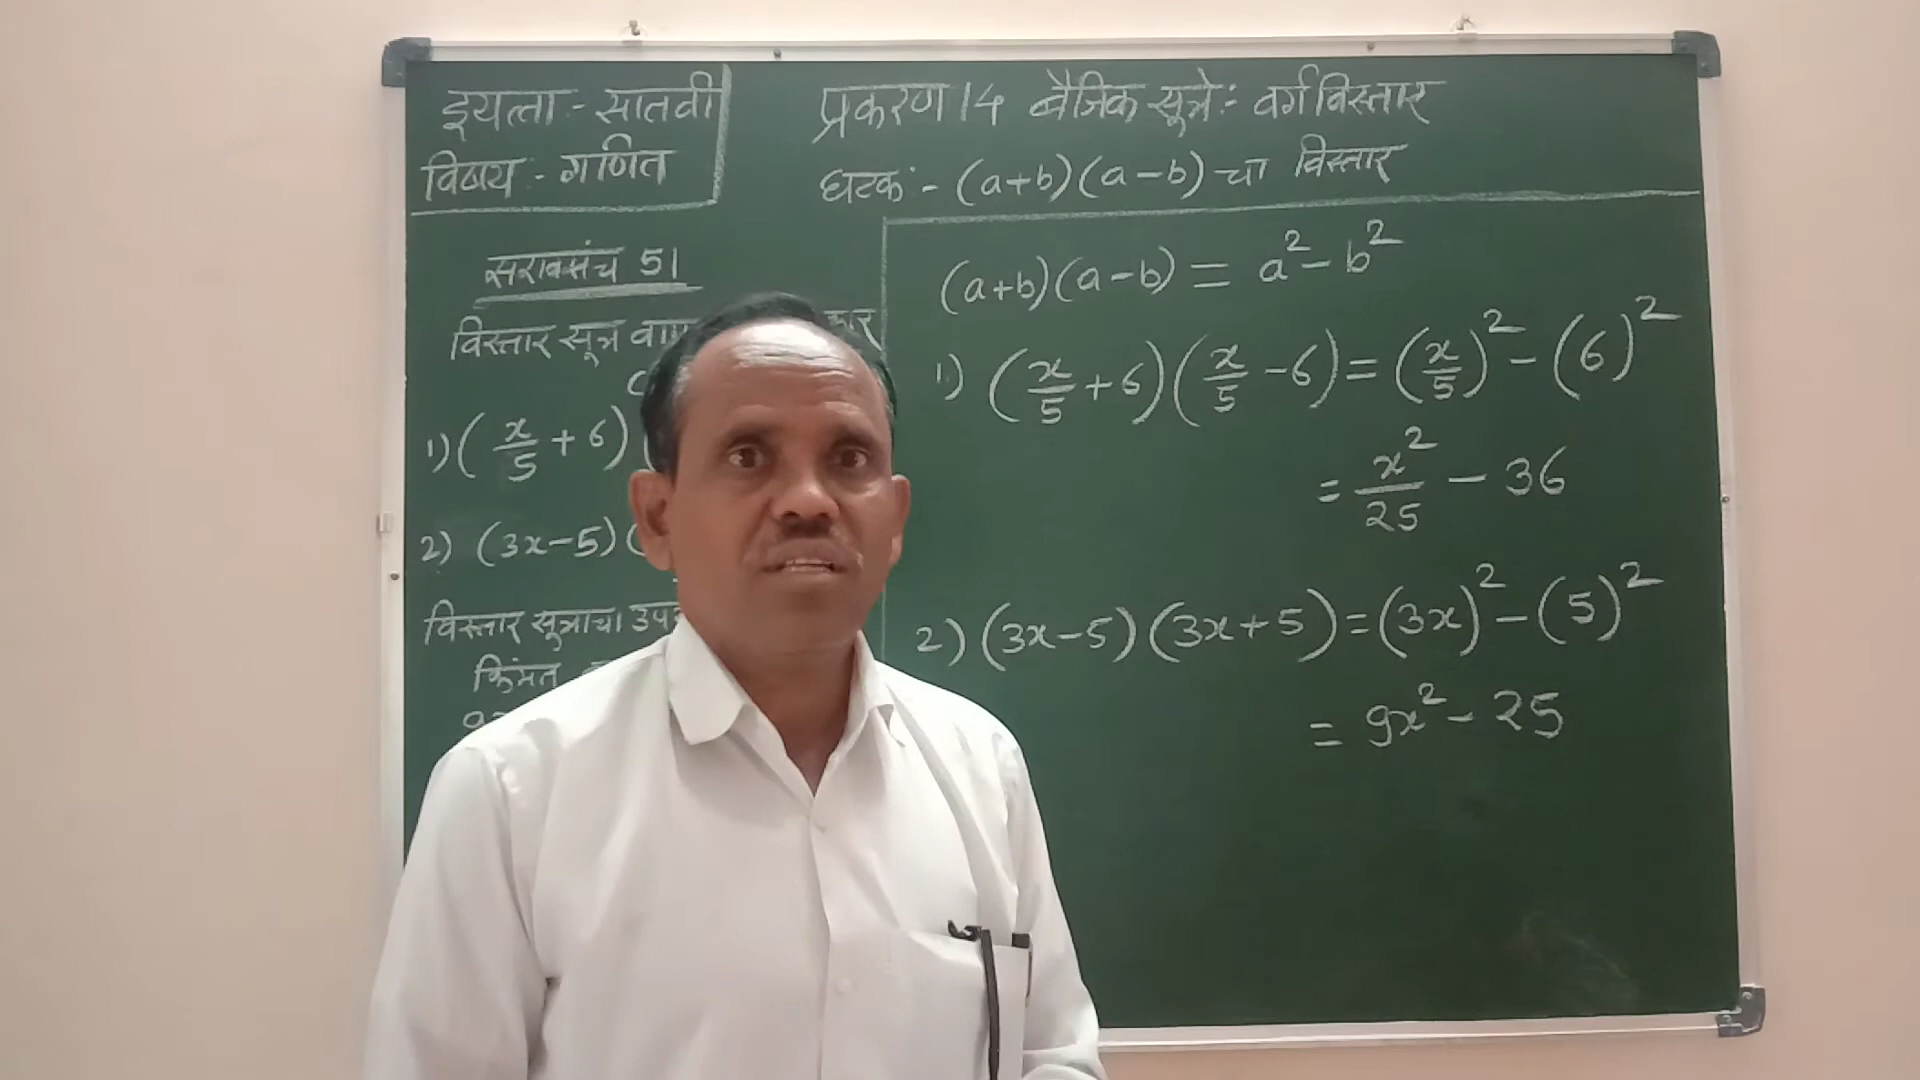 इयत्ता :- सातवी
विषय :- गणित
प्रकरण 14 बैजिक सूत्रे :- वर्ग विस्तार
घटक :- (a+b)(a-b) चा विस्तार
सरावसंच 51
विस्तार सूत्र
1) (x/5 + 6)
2) (3x-5)(
विस्तार सूत्राचा
किंमत
(a+b)(a-b) = a² - b²
1) (x/5 + 6)(x/5 - 6) = (x/5)² - (6)²
= x²/25 - 36
2) (3x-5)(3x+5) = (3x)² - (5)²
= 9x² - 25